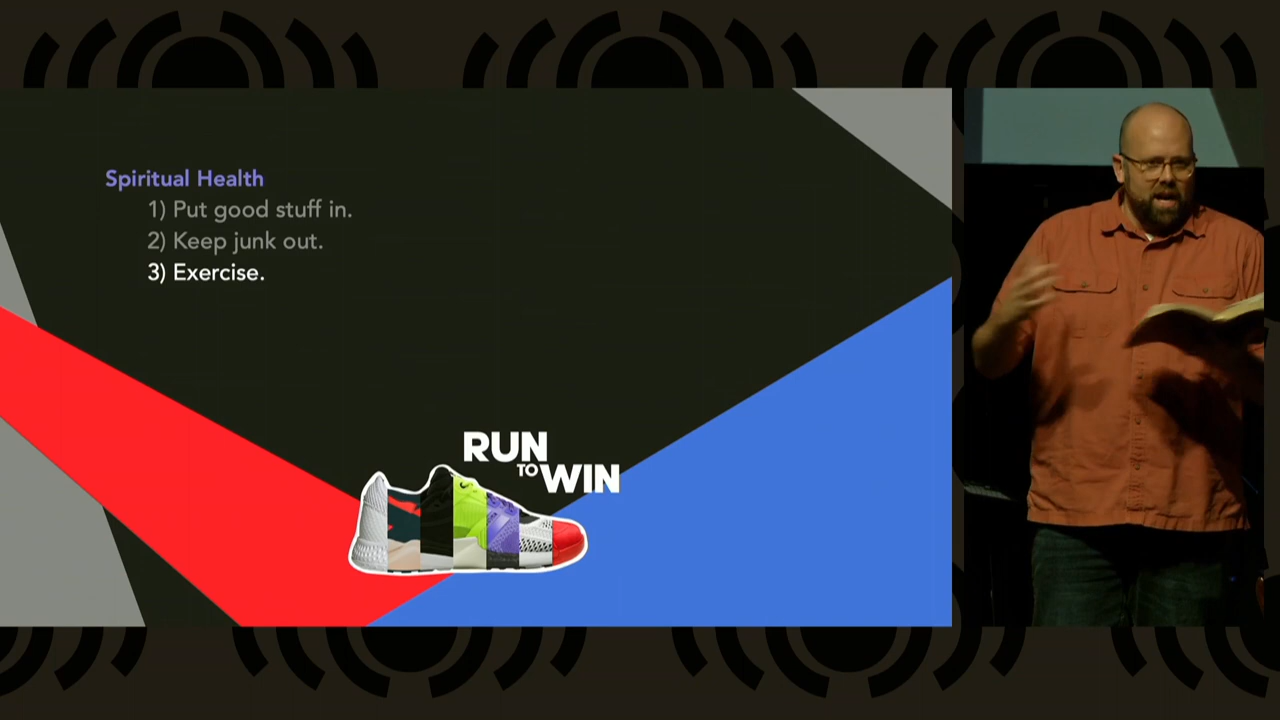 Spiritual Health
1) Put good stuff in.
2) Keep junk out.
3) Exercise.
RUN
TO WIN